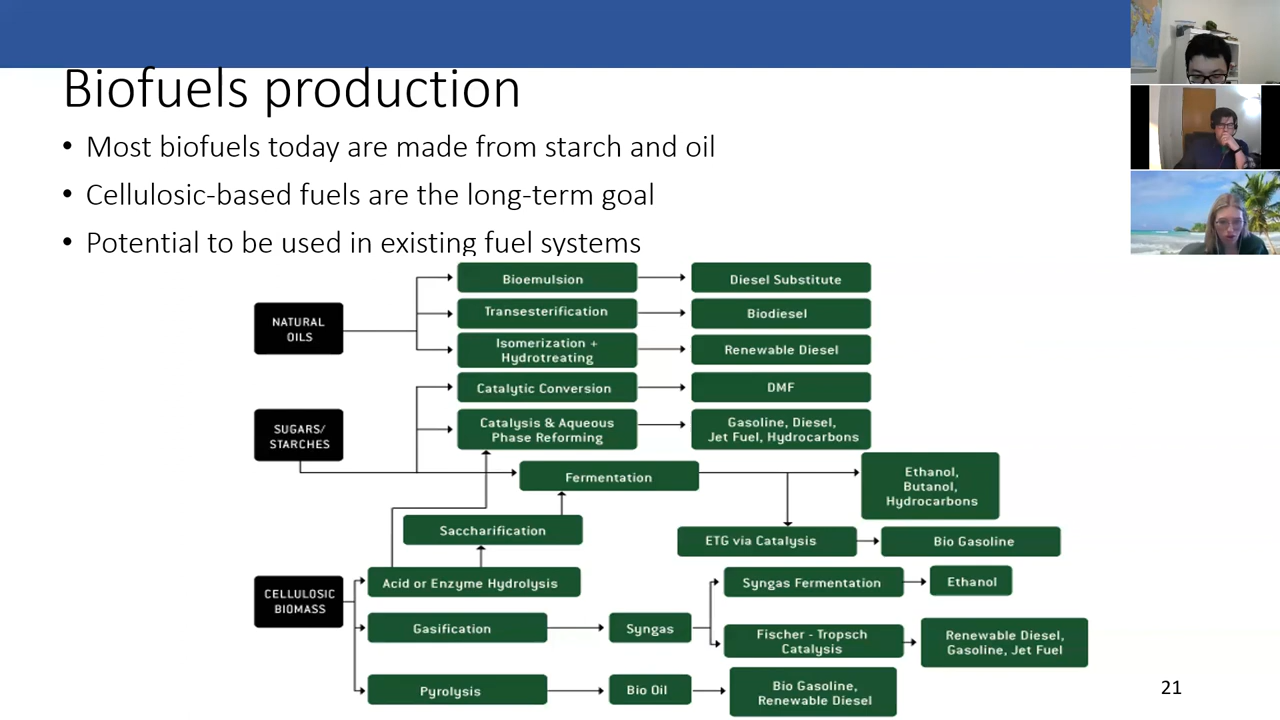 Biofuels production
• Most biofuels today are made from starch and oil
• Cellulosic-based fuels are the long-term goal
• Potential to be used in existing fuel systems
NATURAL
OILS
Bioemulsion
Diesel Substitute
Transesterification
Biodiesel
Isomerization +
Hydrotreating
Renewable Diesel
SUGARS/
STARCHES
Catalytic Conversion
DMF
Catalysis & Aqueous
Phase Reforming
Gasoline, Diesel,
Jet Fuel, Hydrocarbons
Fermentation
Ethanol,
Butanol,
Hydrocarbons
Saccharification
ETG via Catalysis
Bio Gasoline
CELLULOSIC
BIOMASS
Acid or Enzyme Hydrolysis
Syngas Fermentation
Ethanol
Gasification
Syngas
Fischer - Tropsch
Catalysis
Renewable Diesel,
Gasoline, Jet Fuel
Pyrolysis
Bio Oil
Bio Gasoline,
Renewable Diesel
21